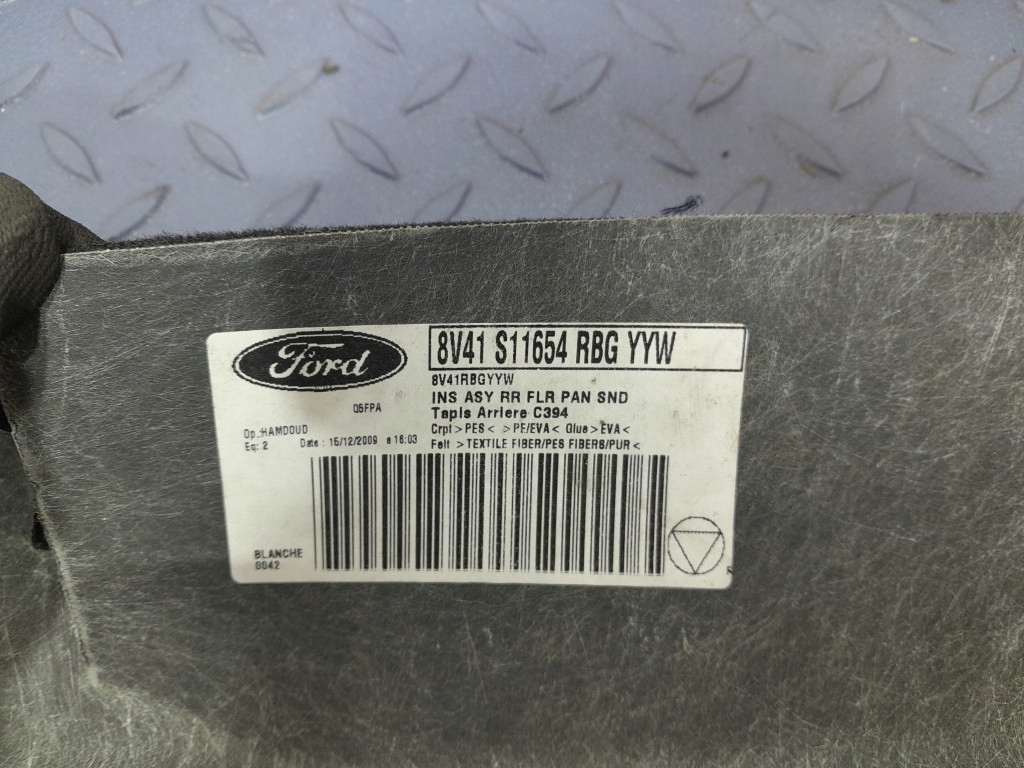 Ford
8V41 S11654 RBG YYW
8V41RBGYYW
INS ASY RR FLR PAN SND
Q5FPA
Tapis Arriere C394
Op.:HAMDOUD
Crpt >PES< >PE/EVA< Glue>EVA<
Eq: 2 Date : 15/12/2009 a 16:03
Felt >TEXTILE FIBER/PES FIBERS/PUR<
BLANCHE
0042